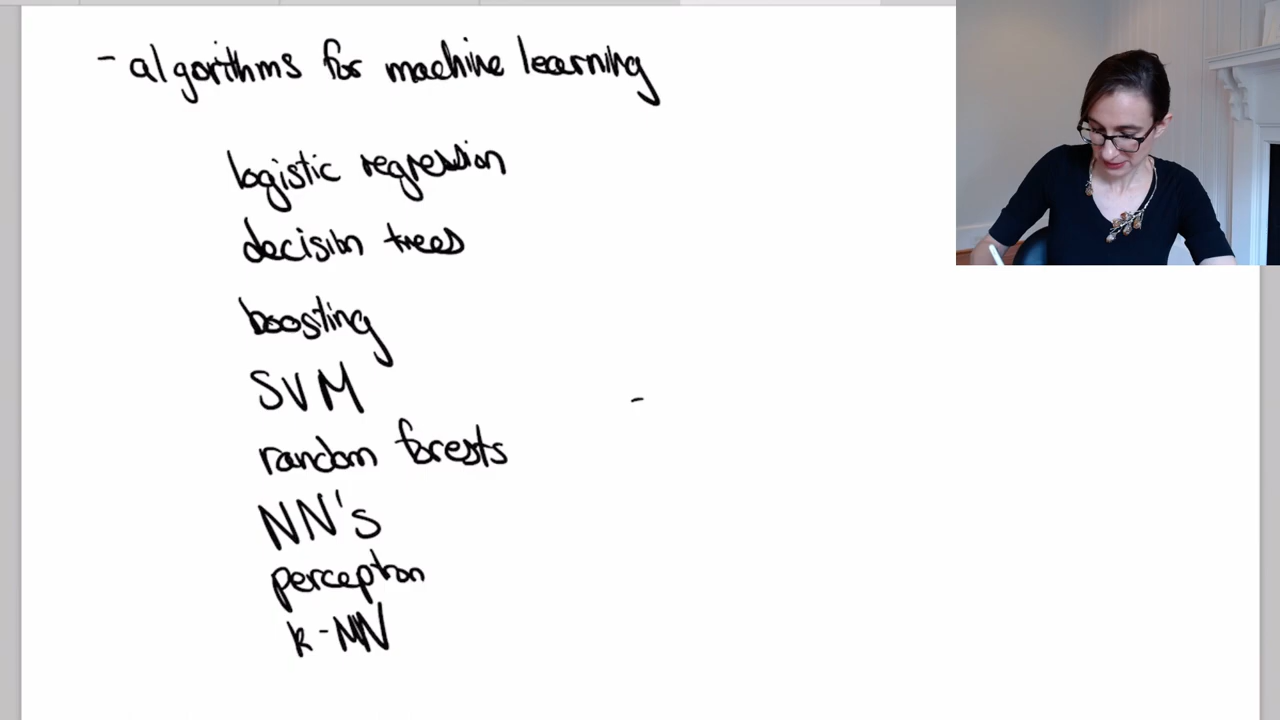 - algorithms for machine learning
logistic regression
decision trees
boosting
SVM
random forests
NN's
perceptron
k-NN